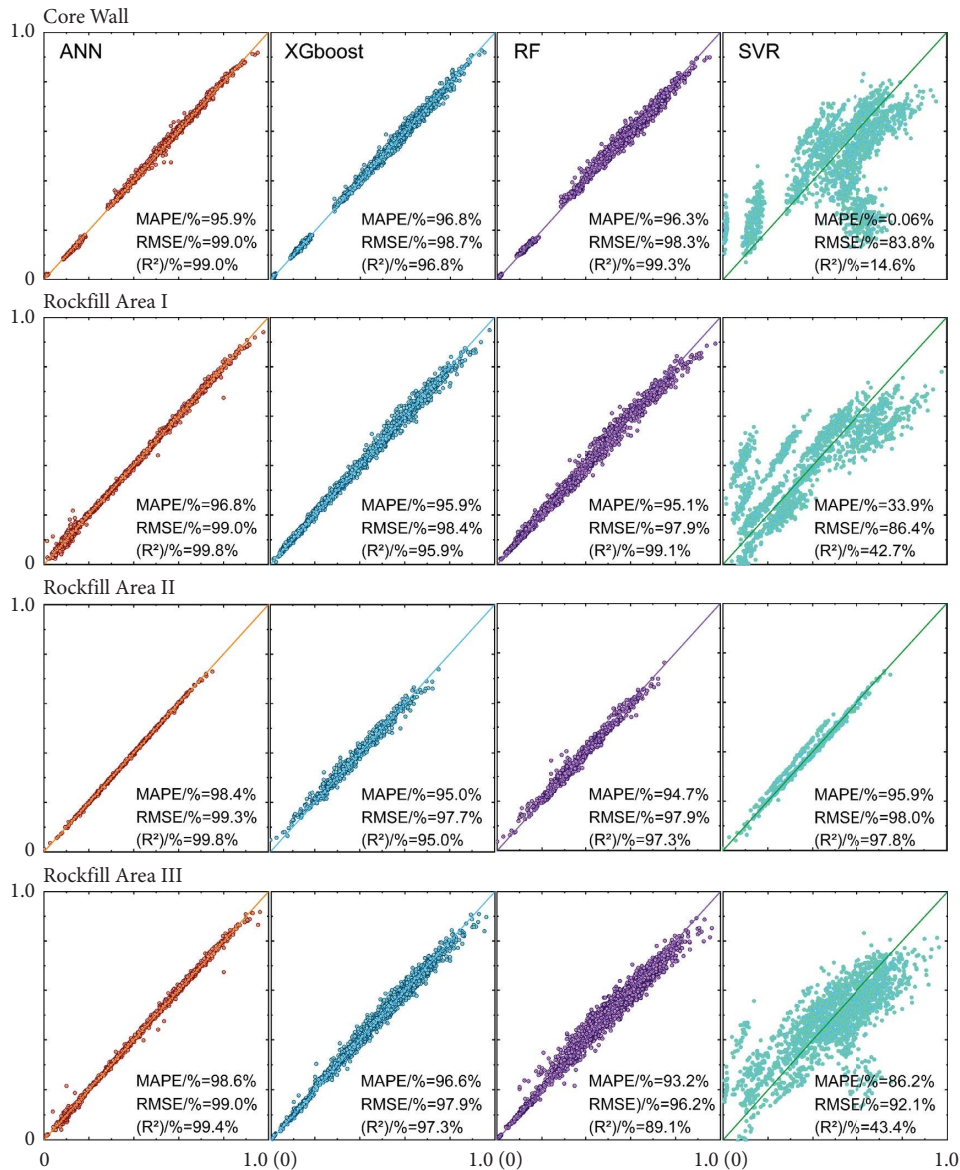 Core Wall
1.0
ANN
XGboost
RF
SVR
MAPE/%=95.9%
RMSE/%=99.0%
(R²)/%=99.0%
MAPE/%=96.8%
RMSE/%=98.7%
(R²)/%=96.8%
MAPE/%=96.3%
RMSE/%=98.3%
(R²)/%=99.3%
MAPE/%=0.06%
RMSE/%=83.8%
(R²)/%=14.6%
0
Rockfill Area I
1.0
MAPE/%=96.8%
RMSE/%=99.0%
(R²)/%=99.8%
MAPE/%=95.9%
RMSE/%=98.4%
(R²)/%=95.9%
MAPE/%=95.1%
RMSE/%=97.9%
(R²)/%=99.1%
MAPE/%=33.9%
RMSE/%=86.4%
(R²)/%=42.7%
0
Rockfill Area II
1.0
MAPE/%=98.4%
RMSE/%=99.3%
(R²)/%=99.8%
MAPE/%=95.0%
RMSE/%=97.7%
(R²)/%=95.0%
MAPE/%=94.7%
RMSE/%=97.9%
(R²)/%=97.3%
MAPE/%=95.9%
RMSE/%=98.0%
(R²)/%=97.8%
0
Rockfill Area III
1.0
MAPE/%=98.6%
RMSE/%=99.0%
(R²)/%=99.4%
MAPE/%=96.6%
RMSE/%=97.9%
(R²)/%=97.3%
MAPE/%=93.2%
RMSE)/%=96.2%
(R²)/%=89.1%
MAPE/%=86.2%
RMSE/%=92.1%
(R²)/%=43.4%
0
0
1.0 (0)
1.0 (0)
1.0 (0)
1.0